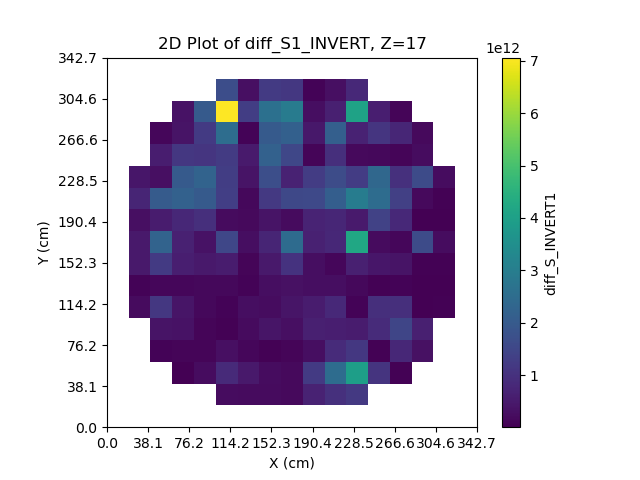 2D Plot of diff_S1_INVERT, Z=17
1e12
342.7
304.6
266.6
228.5
190.4
152.3
114.2
76.2
38.1
0.0
Y (cm)
0.0 38.1 76.2 114.2 152.3 190.4 228.5 266.6 304.6 342.7
X (cm)
7
6
5
4
3
2
1
diff_S_INVERT1